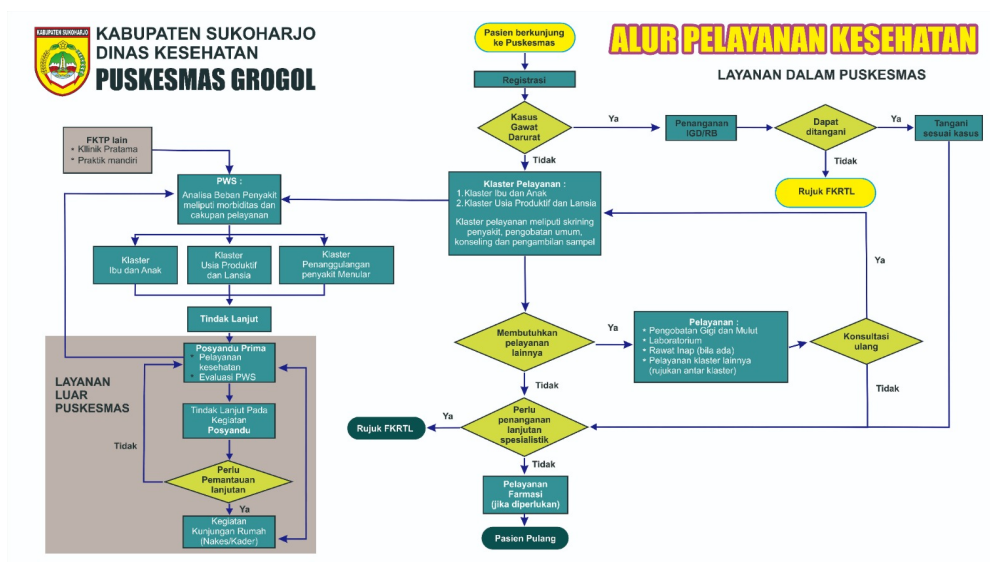 KABUPATEN SUKOHARJO
KABUPATEN SUKOHARJO
DINAS KESEHATAN
PUSKESMAS GROGOL
ALUR PELAYANAN KESEHATAN
LAYANAN DALAM PUSKESMAS
Pasien berkunjung
ke Puskesmas
Registrasi
Kasus
Gawat
Darurat
Ya
Penanganan
IGD/RB
Dapat
ditangani
Ya
Tangani
sesuai kasus
Tidak
Rujuk FKRTL
Tidak
Klaster Pelayanan :
1.Klaster Ibu dan Anak
2.Klaster Usia Produktif dan Lansia
Klaster pelayanan meliputi skrining
penyakit, pengobatan umum,
konseling dan pengambilan sampel
FKTP lain
• Kllinik Pratama
• Praktik mandiri
PWS :
Analisa Beban Penyakit
meliputi morbiditas dan
cakupan pelayanan
Klaster
Ibu dan Anak
Klaster
Usia Produktif
dan Lansia
Klaster
Penanggulangan
penyakit Menular
Tindak Lanjut
LAYANAN
LUAR
PUSKESMAS
Posyandu Prima
• Pelayanan
kesehatan
• Evaluasi PWS
Tindak Lanjut Pada
Kegiatan
Posyandu
Tidak
Perlu
Pemantauan
lanjutan
Ya
Kegiatan
Kunjungan Rumah
(Nakes/Kader)
Membutuhkan
pelayanan
lainnya
Ya
Pelayanan :
• Pengobatan Gigi dan Mulut
• Laboratorium
• Rawat Inap (bila ada)
• Pelayanan klaster lainnya
(rujukan antar klaster)
Konsultasi
ulang
Ya
Tidak
Tidak
Perlu
penanganan
lanjutan
spesialistik
Ya
Rujuk FKRTL
Tidak
Pelayanan
Farmasi
(jika diperlukan)
Pasien Pulang